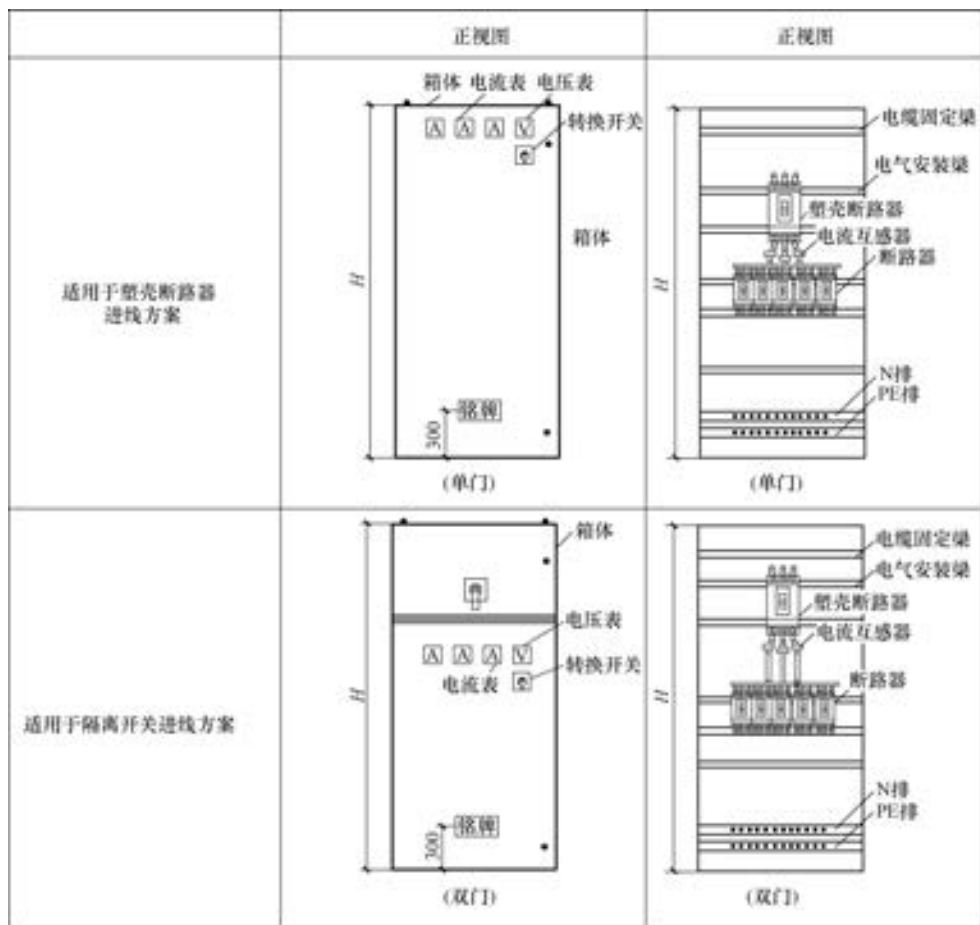 正视图
正视图
适用于塑壳断路器
进线方案
箱体 电流表 电压表
A A A V
转换开关
箱体
H
铭牌
300
(单门)
电缆固定梁
电气安装梁
塑壳断路器
电流互感器
断路器
H
N排
PE排
(单门)
适用于隔离开关进线方案
箱体
电压表
A A A V
电流表
转换开关
H
铭牌
300
(双门)
电缆固定梁
电气安装梁
塑壳断路器
电流互感器
断路器
H
N排
PE排
(双门)